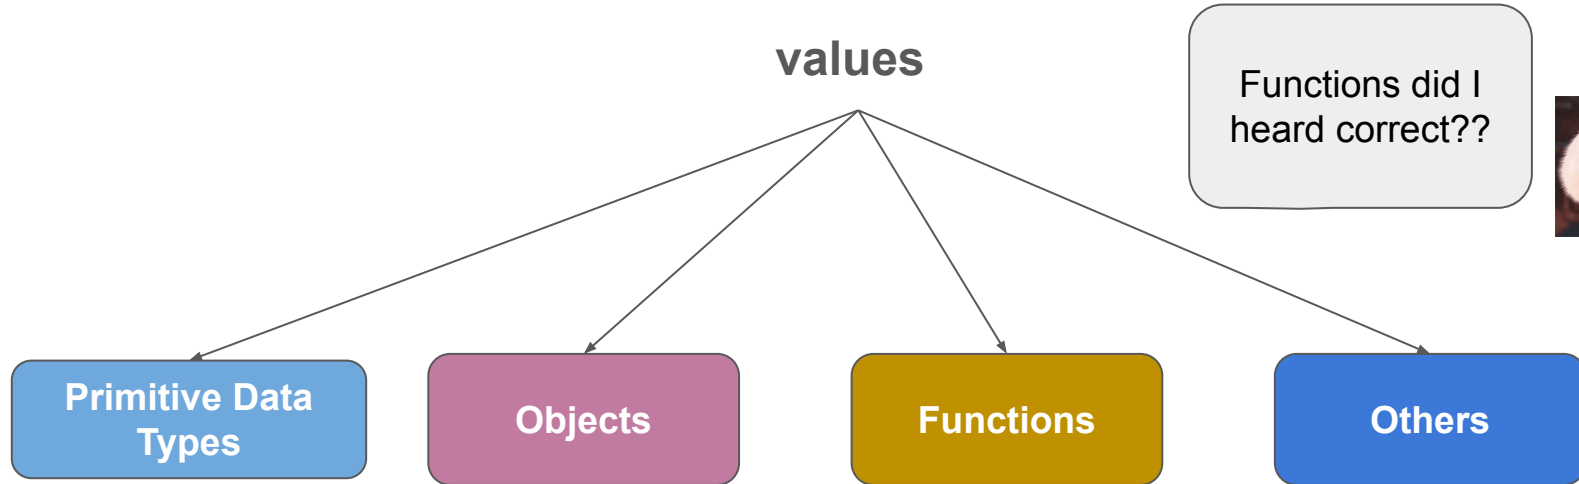 values
Functions did I
heard correct??
Primitive Data
Types
Objects
Functions
Others